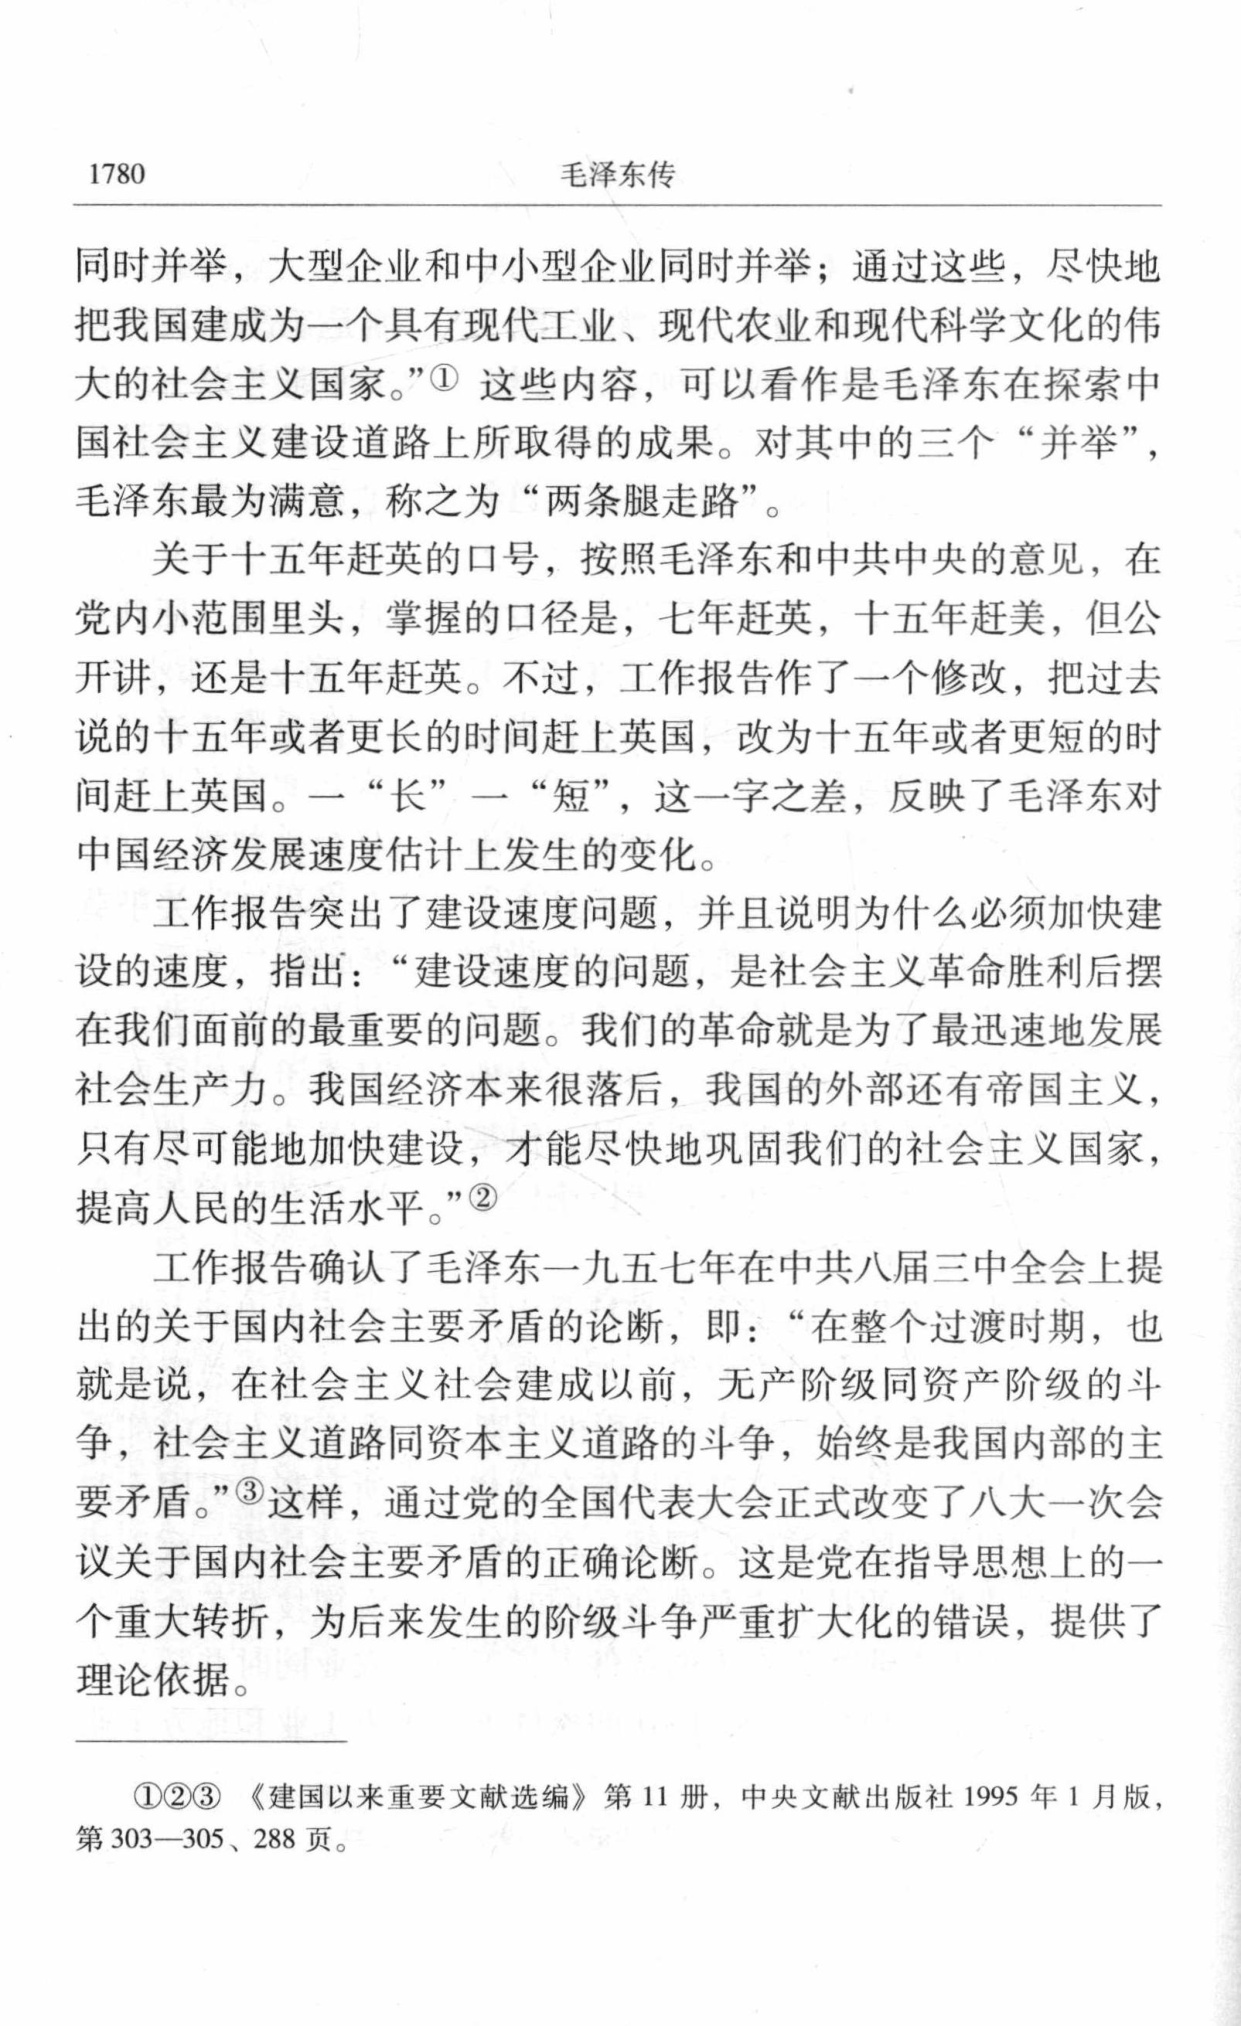 1780
毛泽东传
同时并举，大型企业和中小型企业同时并举；通过这些，尽快地
把我国建成为一个具有现代工业、现代农业和现代科学文化的伟
大的社会主义国家。”① 这些内容，可以看作是毛泽东在探索中
国社会主义建设道路上所取得的成果。对其中的三个“并举”，
毛泽东最为满意，称之为“两条腿走路”。
关于十五年赶英的口号，按照毛泽东和中共中央的意见，在
党内小范围里头，掌握的口径是，七年赶英，十五年赶美，但公
开讲，还是十五年赶英。不过，工作报告作了一个修改，把过去
说的十五年或者更长的时间赶上英国，改为十五年或者更短的时
间赶上英国。一“长”一“短”，这一字之差，反映了毛泽东对
中国经济发展速度估计上发生的变化。
工作报告突出了建设速度问题，并且说明为什么必须加快建
设的速度，指出：“建设速度的问题，是社会主义革命胜利后摆
在我们面前的最重要的问题。我们的革命就是为了最迅速地发展
社会生产力。我国经济本来很落后，我国的外部还有帝国主义，
只有尽可能地加快建设，才能尽快地巩固我们的社会主义国家，
提高人民的生活水平。”②
工作报告确认了毛泽东一九五七年在中共八届三中全会上提
出的关于国内社会主要矛盾的论断，即：“在整个过渡时期，也
就是说，在社会主义社会建成以前，无产阶级同资产阶级的斗
争，社会主义道路同资本主义道路的斗争，始终是我国内部的主
要矛盾。”③这样，通过党的全国代表大会正式改变了八大一次会
议关于国内社会主要矛盾的正确论断。这是党在指导思想上的一
个重大转折，为后来发生的阶级斗争严重扩大化的错误，提供了
理论依据。
①②③ 《建国以来重要文献选编》第 11 册，中央文献出版社 1995 年 1 月版，
第 303—305、288 页。